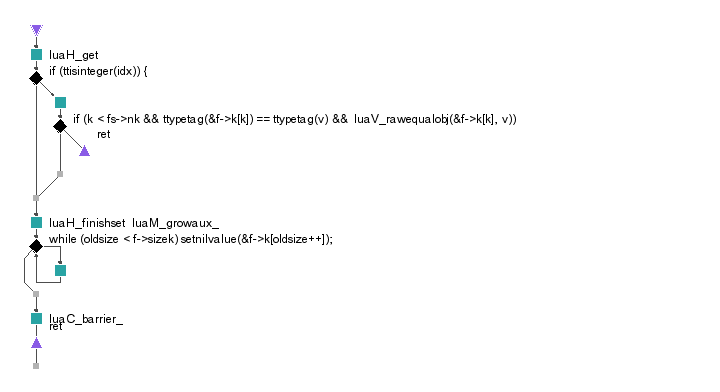 luaH_get
if (ttisinteger(idx)) {
if (k < fs->nk && ttypetag(&f->k[k]) == ttypetag(v) && luaV_rawequalobj(&f->k[k], v))
ret
luaH_finishset luaM_growaux_
while (oldsize < f->sizek) setnilvalue(&f->k[oldsize++]);
luaC_barrier_
ret